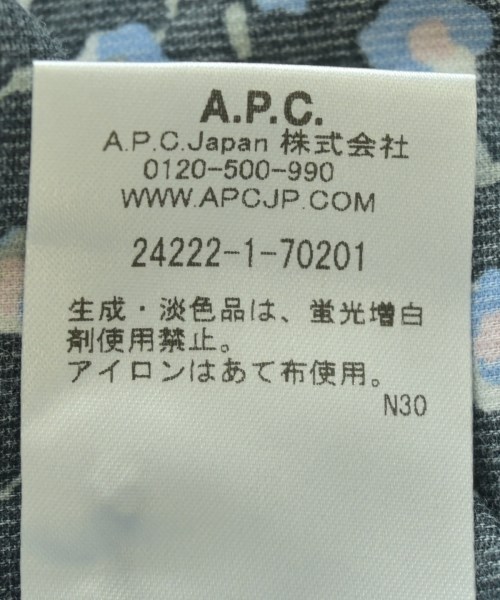 A.P.C.
A.P.C.Japan 株式会社
0120-500-990
WWW.APCJP.COM
24222-1-70201
生成・淡色品は、蛍光増白
剤使用禁止。
アイロンはあて布使用。
N30